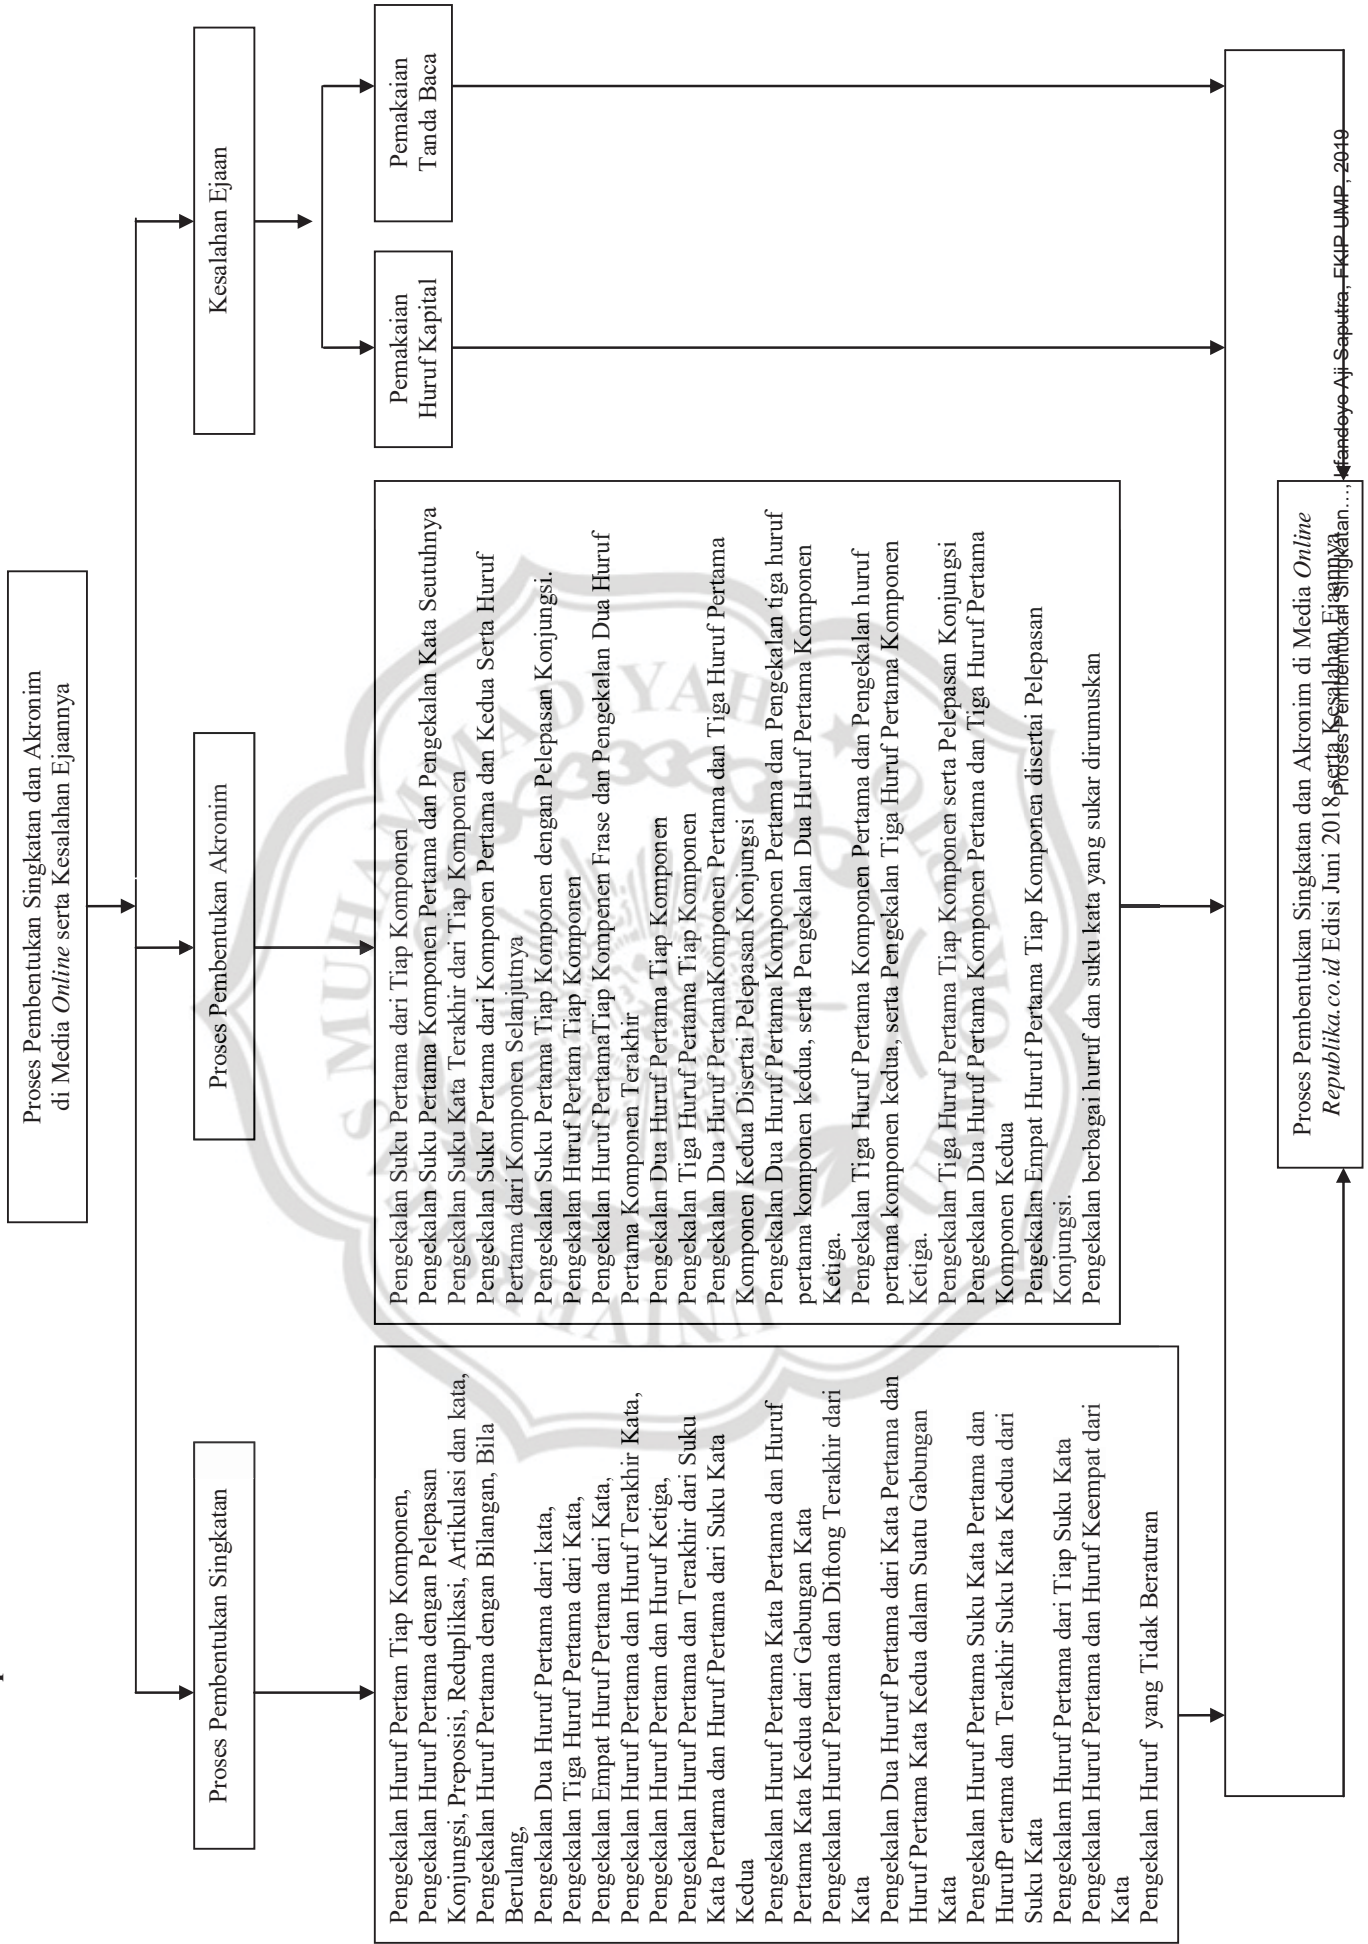 Proses Pembentukan Singkatan dan Akronim
di Media Online serta Kesalahan Ejaannya
Proses Pembentukan Singkatan
Proses Pembentukan Akronim
Kesalahan Ejaan
Pengekalan Huruf Pertam Tiap Komponen,
Pengekalan Huruf Pertama dengan Pelepasan
Konjungsi, Preposisi, Reduplikasi, Artikulasi dan kata,
Pengekalan Huruf Pertama dengan Bilangan, Bila
Berulang,
Pengekalan Dua Huruf Pertama dari kata,
Pengekalan Tiga Huruf Pertama dari Kata,
Pengekalan Empat Huruf Pertama dari Kata,
Pengekalan Huruf Pertama dan Huruf Terakhir Kata,
Pengekalan Huruf Pertam dan Huruf Ketiga,
Pengekalan Huruf Pertama dan Terakhir dari Suku
Kata Pertama dan Huruf Pertama dari Suku Kata
Kedua
Pengekalan Huruf Pertama Kata Pertama dan Huruf
Pertama Kata Kedua dari Gabungan Kata
Pengekalan Huruf Pertama dan Diftong Terakhir dari
Kata
Pengekalan Dua Huruf Pertama dari Kata Pertama dan
Huruf Pertama Kata Kedua dalam Suatu Gabungan
Kata
Pengekalan Huruf Pertama Suku Kata Pertama dan
HurufP ertama dan Terakhir Suku Kata Kedua dari
Suku Kata
Pengekalam Huruf Pertama dari Tiap Suku Kata
Pengekalan Huruf Pertama dan Huruf Keempat dari
Kata
Pengekalan Huruf yang Tidak Beraturan
Pengekalan Suku Pertama dari Tiap Komponen
Pengekalan Suku Pertama Komponen Pertama dan Pengekalan Kata Seutuhnya
Pengekalan Suku Kata Terakhir dari Tiap Komponen
Pengekalan Suku Pertama dari Komponen Pertama dan Kedua Serta Huruf
Pertama dari Komponen Selanjutnya
Pengekalan Suku Pertama Tiap Komponen dengan Pelepasan Konjungsi.
Pengekalan Huruf Pertam Tiap Komponen
Pengekalan Huruf Pertama Tiap Kompenen Frase dan Pengekalan Dua Huruf
Pertama Komponen Terakhir
Pengekalan Dua Huruf Pertama Tiap Komponen
Pengekalan Tiga Huruf Pertama Tiap Komponen
Pengekalan Dua Huruf PertamaKomponen Pertama dan Tiga Huruf Pertama
Komponen Kedua Disertai Pelepasan Konjungsi
Pengekalan Dua Huruf Pertama Komponen Pertama dan Pengekalan tiga huruf
pertama komponen kedua, serta Pengekalan Dua Huruf Pertama Komponen
Ketiga.
Pengekalan Tiga Huruf Pertama Komponen Pertama dan Pengekalan huruf
pertama komponen kedua, serta Pengekalan Tiga Huruf Pertama Komponen
Ketiga.
Pengekalan Tiga Huruf Pertama Tiap Komponen serta Pelepasan Konjungsi
Pengekalan Dua Huruf Pertama Komponen Pertama dan Tiga Huruf Pertama
Komponen Kedua
Pengekalan Empat Huruf Pertama Tiap Komponen disertai Pelepasan
Konjungsi.
Pengekalan berbagai huruf dan suku kata yang sukar dirumuskan
Pemakaian
Huruf Kapital
Pemakaian
Tanda Baca
Proses Pembentukan Singkatan dan Akronim di Media Online
Republika.co.id Edisi Juni 2018 serta Kesalahan Ejaannya
Proses Pembentukan Singkatan…, Aji Saputra, FKIP UMP, 2019
UNIVERSITAS MUHAMMADIYAH PURWOKERTO